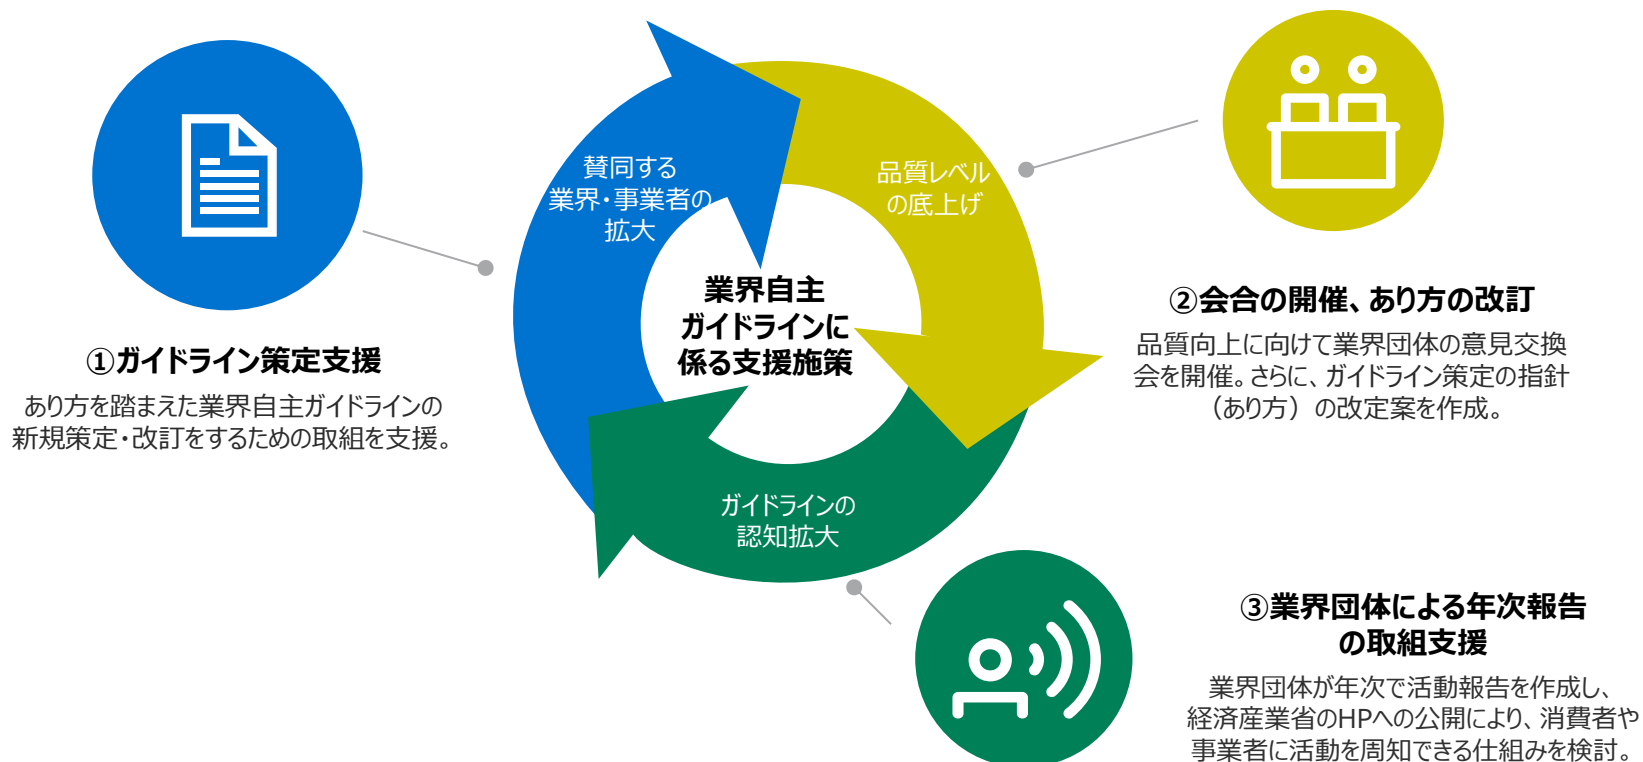 賛同する
業界・事業者の
拡大
品質レベル
の底上げ
業界自主
ガイドラインに
係る支援施策
ガイドラインの
認知拡大
①ガイドライン策定支援
あり方を踏まえた業界自主ガイドラインの
新規策定・改訂をするための取組を支援。
②会合の開催、あり方の改訂
品質向上に向けて業界団体の意見交換
会を開催。さらに、ガイドライン策定の指針
（あり方）の改定案を作成。
③業界団体による年次報告
の取組支援
業界団体が年次で活動報告を作成し、
経済産業省のHPへの公開により、消費者や
事業者に活動を周知できる仕組みを検討。